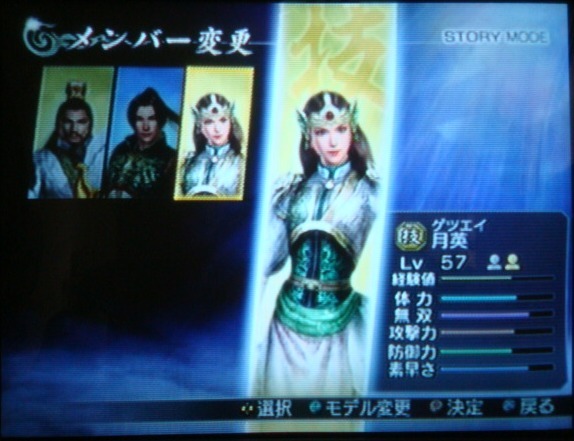 メンバー変更
STORY MODE
技
技
ゲツエイ
月英
Lv 57
経験値
体力
無双
攻撃力
防御力
素早さ
選択 モデル変更 決定 戻る